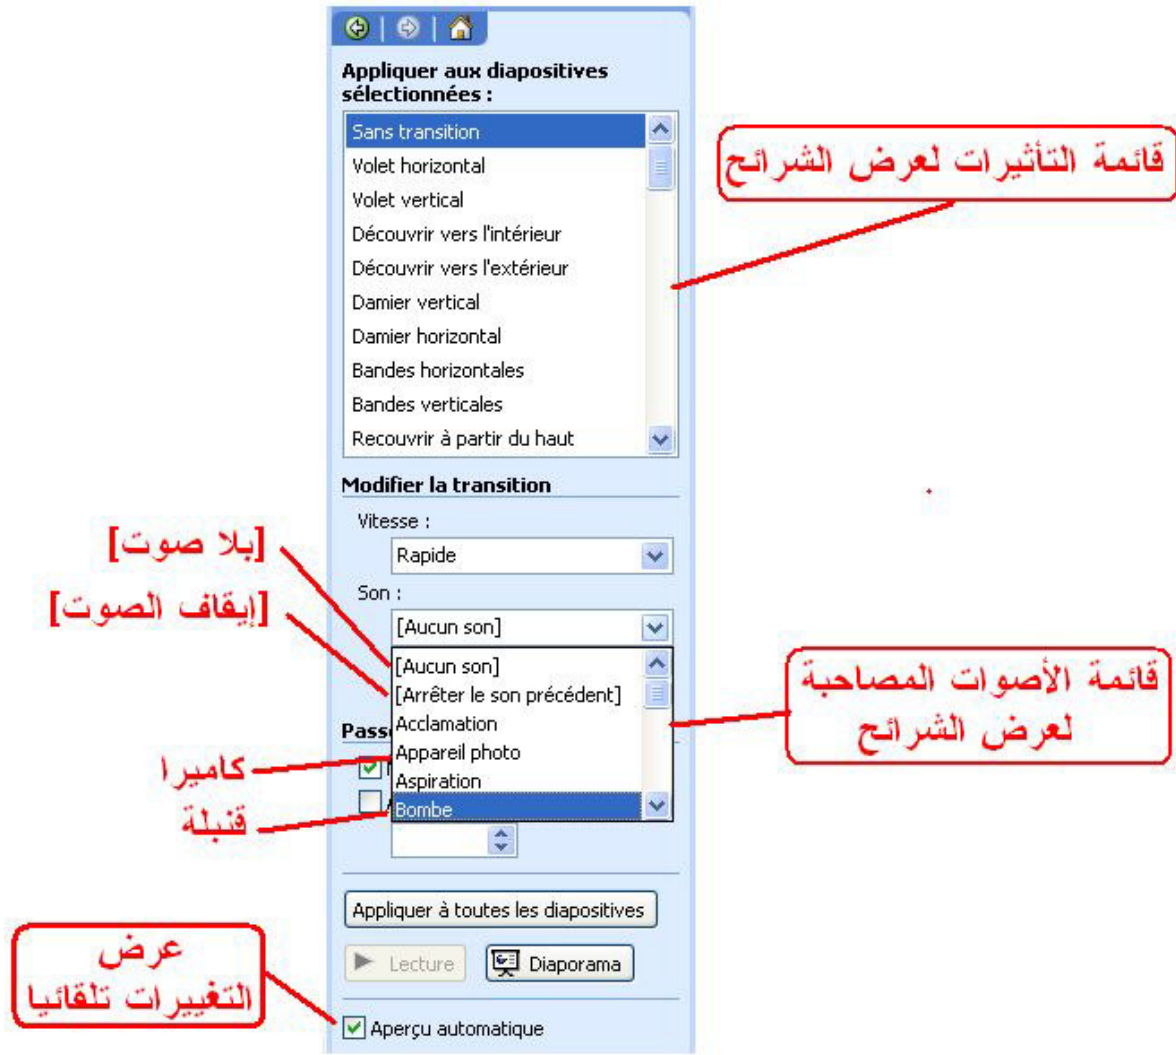 Appliquer aux diapositives
sélectionnées :
Sans transition
Volet horizontal
Volet vertical
Découvrir vers l'intérieur
Découvrir vers l'extérieur
Damier vertical
Damier horizontal
Bandes horizontales
Bandes verticales
Recouvrir à partir du haut
قائمة التأثيرات لعرض الشرائح
Modifier la transition
Vitesse :
Rapide
[بلا صوت]
Son :
[إيقاف الصوت]
[Aucun son]
[Aucun son]
[Arrêter le son précédent]
Acclamation
Appareil photo
Aspiration
Bombe
قائمة الأصوات المصاحبة
لعرض الشرائح
كاميرا
قنبلة
Appliquer à toutes les diapositives
Lecture
Diaporama
عرض
التغييرات تلقائيا
Aperçu automatique